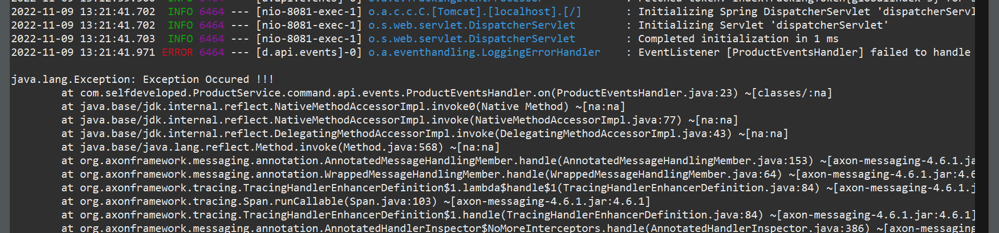 2022-11-09 13:21:41.702  INFO 6464 --- [nio-8081-exec-1] o.a.c.c.C.[Tomcat].[localhost].[/]       : Initializing Spring DispatcherServlet 'dispatcherServl
2022-11-09 13:21:41.702  INFO 6464 --- [nio-8081-exec-1] o.s.web.servlet.DispatcherServlet        : Initializing Servlet 'dispatcherServlet'
2022-11-09 13:21:41.703  INFO 6464 --- [nio-8081-exec-1] o.s.web.servlet.DispatcherServlet        : Completed initialization in 1 ms
2022-11-09 13:21:41.971 ERROR 6464 --- [d.api.events]-0] o.a.eventhandling.LoggingErrorHandler    : EventListener [ProductEventsHandler] failed to handle
java.lang.Exception: Exception Occured !!!
at com.selfdeveloped.ProductService.command.api.events.ProductEventsHandler.on(ProductEventsHandler.java:23) ~[classes/:na]
at java.base/jdk.internal.reflect.NativeMethodAccessorImpl.invoke0(Native Method) ~[na:na]
at java.base/jdk.internal.reflect.NativeMethodAccessorImpl.invoke(NativeMethodAccessorImpl.java:77) ~[na:na]
at java.base/jdk.internal.reflect.DelegatingMethodAccessorImpl.invoke(DelegatingMethodAccessorImpl.java:43) ~[na:na]
at java.base/java.lang.reflect.Method.invoke(Method.java:568) ~[na:na]
at org.axonframework.messaging.annotation.AnnotatedMessageHandlingMember.handle(AnnotatedMessageHandlingMember.java:153) ~[axon-messaging-4.6.1.ja
at org.axonframework.messaging.annotation.WrappedMessageHandlingMember.handle(WrappedMessageHandlingMember.java:64) ~[axon-messaging-4.6.1.jar:4.6
at org.axonframework.tracing.TracingHandlerEnhancerDefinition$1.lambda$handle$1(TracingHandlerEnhancerDefinition.java:84) ~[axon-messaging-4.6.1.j
at org.axonframework.tracing.Span.runCallable(Span.java:103) ~[axon-messaging-4.6.1.jar:4.6.1]
at org.axonframework.tracing.TracingHandlerEnhancerDefinition$1.handle(TracingHandlerEnhancerDefinition.java:84) ~[axon-messaging-4.6.1.jar:4.6.1]
at org.axonframework.messaging.annotation.AnnotatedHandlerInspector$NoMoreInterceptors.handle(AnnotatedHandlerInspector.java:386) ~[axon-messaging